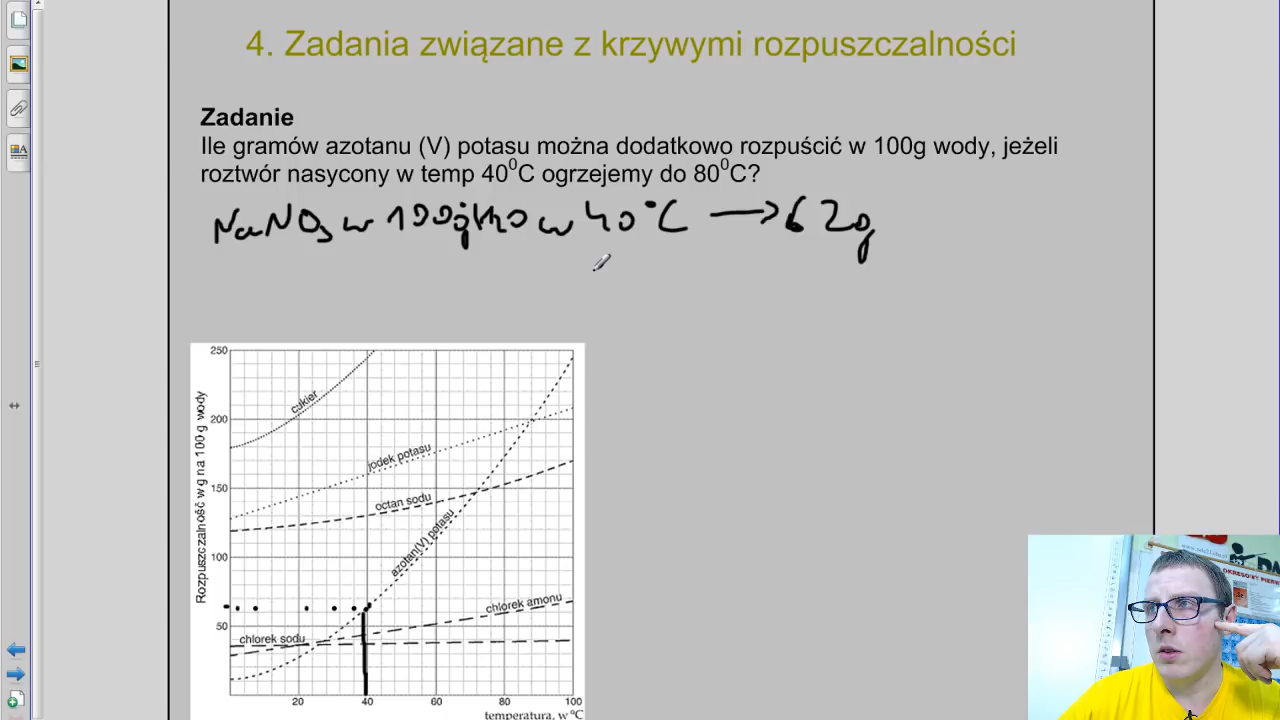 4. Zadania związane z krzywymi rozpuszczalności
Zadanie
Ile gramów azotanu (V) potasu można dodatkowo rozpuścić w 100g wody, jeżeli
roztwór nasycony w temp 40⁰C ogrzejemy do 80⁰C?
NaNO₃ w 100g H₂O w 40°C → 62g
Rozpuszczalność w g na 100 g wody
250
200
150
100
50
cukier
jodek potasu
octan sodu
azotan(V) potasu
chlorek amonu
chlorek sodu
20 40 60 80 100
temperatura, w ºC